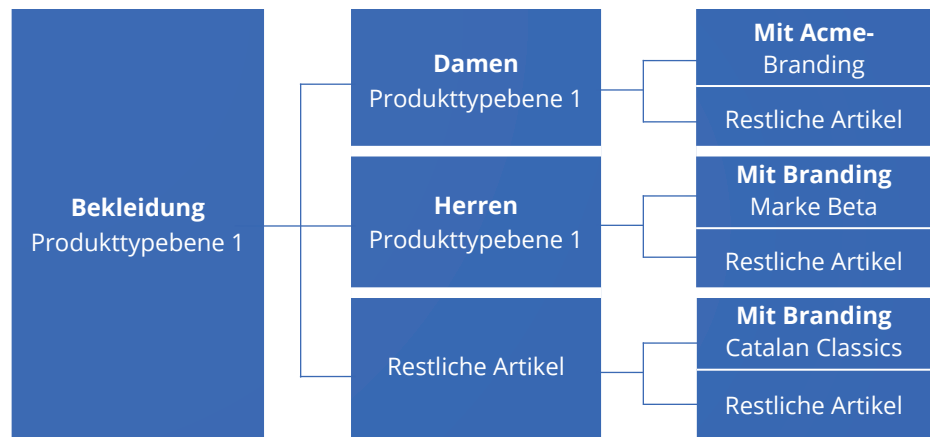 Bekleidung
Produkttypebene 1
Damen
Produkttypebene 1
Herren
Produkttypebene 1
Restliche Artikel
Mit Acme-
Branding
Restliche Artikel
Mit Branding
Marke Beta
Restliche Artikel
Mit Branding
Catalan Classics
Restliche Artikel